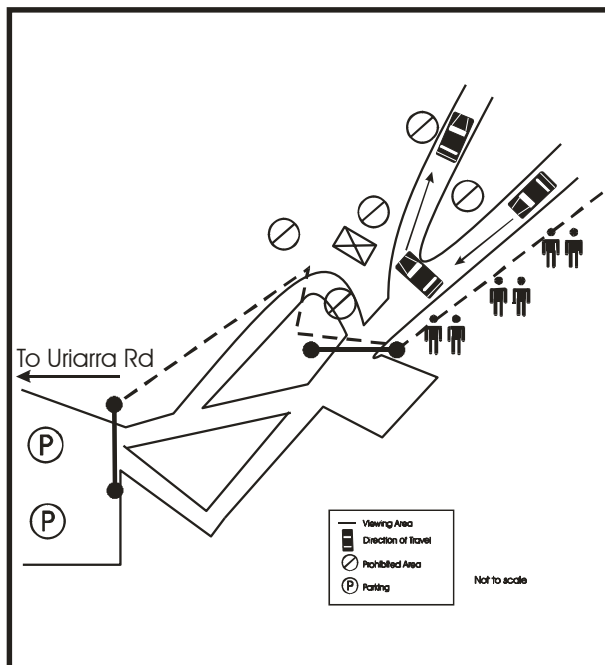 To Uriarra Rd
P
P
Viewing Area
Direction of Travel
Prohibited Area
P Parking
Not to scale